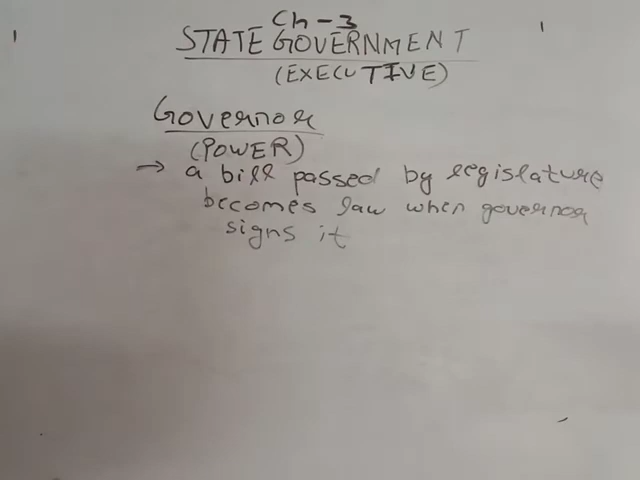 Ch-3
STATE GOVERNMENT
(EXECUTIVE)
Governor
(POWER)
→ a bill passed by legislature
becomes law when governor
signs it